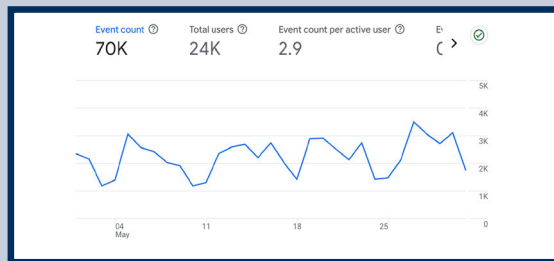 Event count Total users Event count per active user Ev
70K 24K 2.9
5K
4K
3K
2K
1K
0
04 11 18 25
May